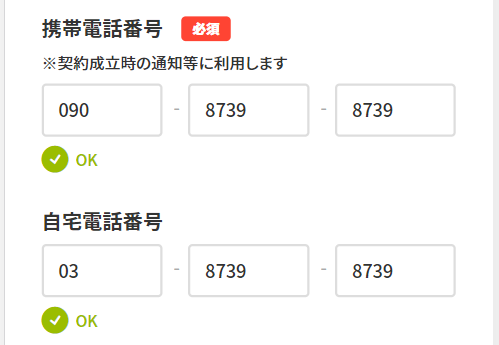 携帯電話番号 必須
※契約成立時の通知等に利用します
090 - 8739 - 8739
OK
自宅電話番号
03 - 8739 - 8739
OK